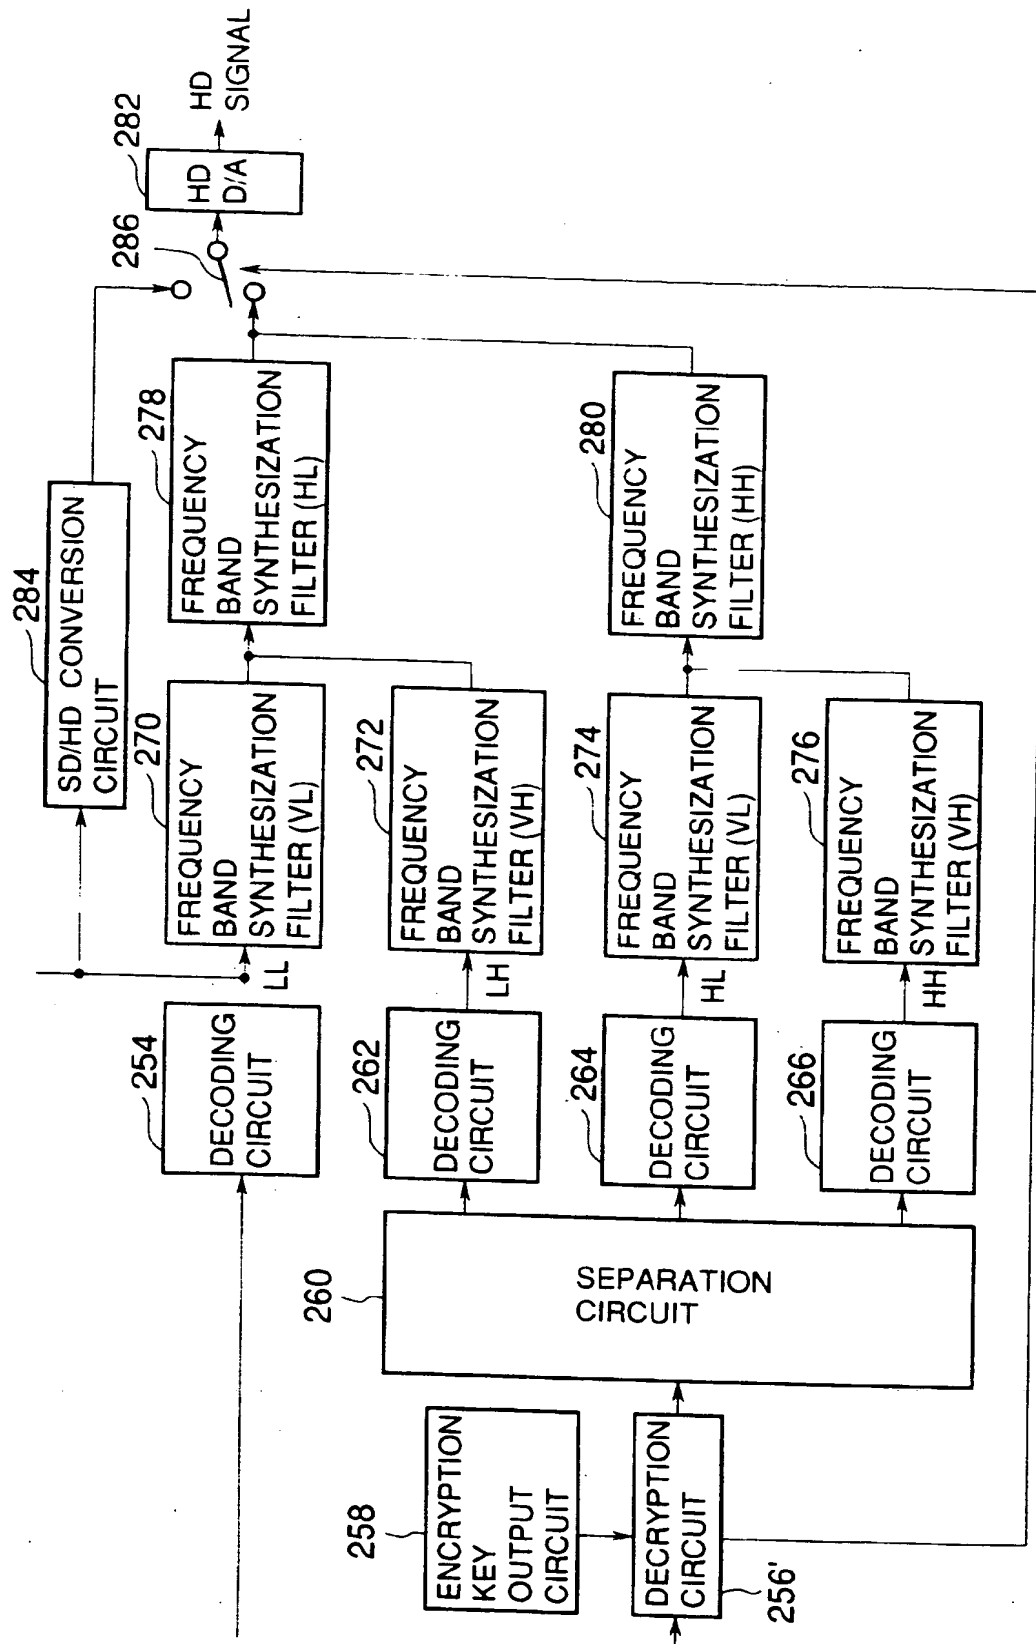 284
SD/HD CONVERSION
CIRCUIT
286
282
HD
D/A
HD
SIGNAL
254
DECODING
CIRCUIT
LL
270
FREQUENCY
BAND
SYNTHESIZATION
FILTER (VL)
278
FREQUENCY
BAND
SYNTHESIZATION
FILTER (HL)
258
ENCRYPTION
KEY
OUTPUT
CIRCUIT
260
SEPARATION
CIRCUIT
262
DECODING
CIRCUIT
LH
272
FREQUENCY
BAND
SYNTHESIZATION
FILTER (VH)
264
DECODING
CIRCUIT
HL
274
FREQUENCY
BAND
SYNTHESIZATION
FILTER (VL)
280
FREQUENCY
BAND
SYNTHESIZATION
FILTER (HH)
DECRYPTION
CIRCUIT
256'
266
DECODING
CIRCUIT
HH
276
FREQUENCY
BAND
SYNTHESIZATION
FILTER (VH)